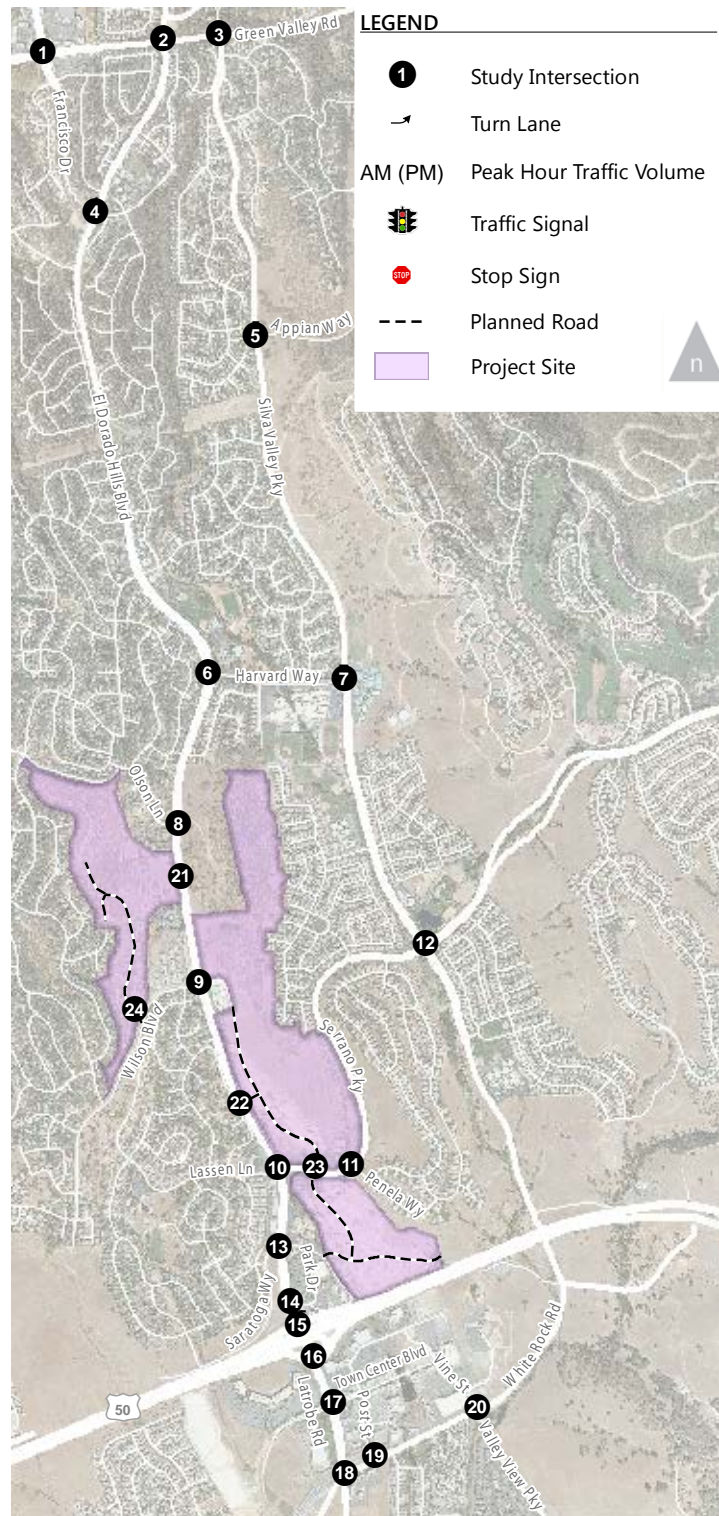 LEGEND
1 Study Intersection
Turn Lane
AM (PM) Peak Hour Traffic Volume
Traffic Signal
STOP Stop Sign
Planned Road
Project Site
n
1
2
3
Green Valley Rd
Francisco Dr
4
5
Appian Way
El Dorado Hills Blvd
Silva Valley Pky
6
Harvard Way
7
Olson Ln
8
21
12
9
24
Wilson Blvd
Serrano Pky
22
Lassen Ln
10
23
11
Penela Wy
13
Park Dr
Saratoga Wy
14
15
16
Town Center Blvd
Vine St
White Rock Rd
50
Latrobe Rd
17
Post St
20
Valley View Pky
19
18